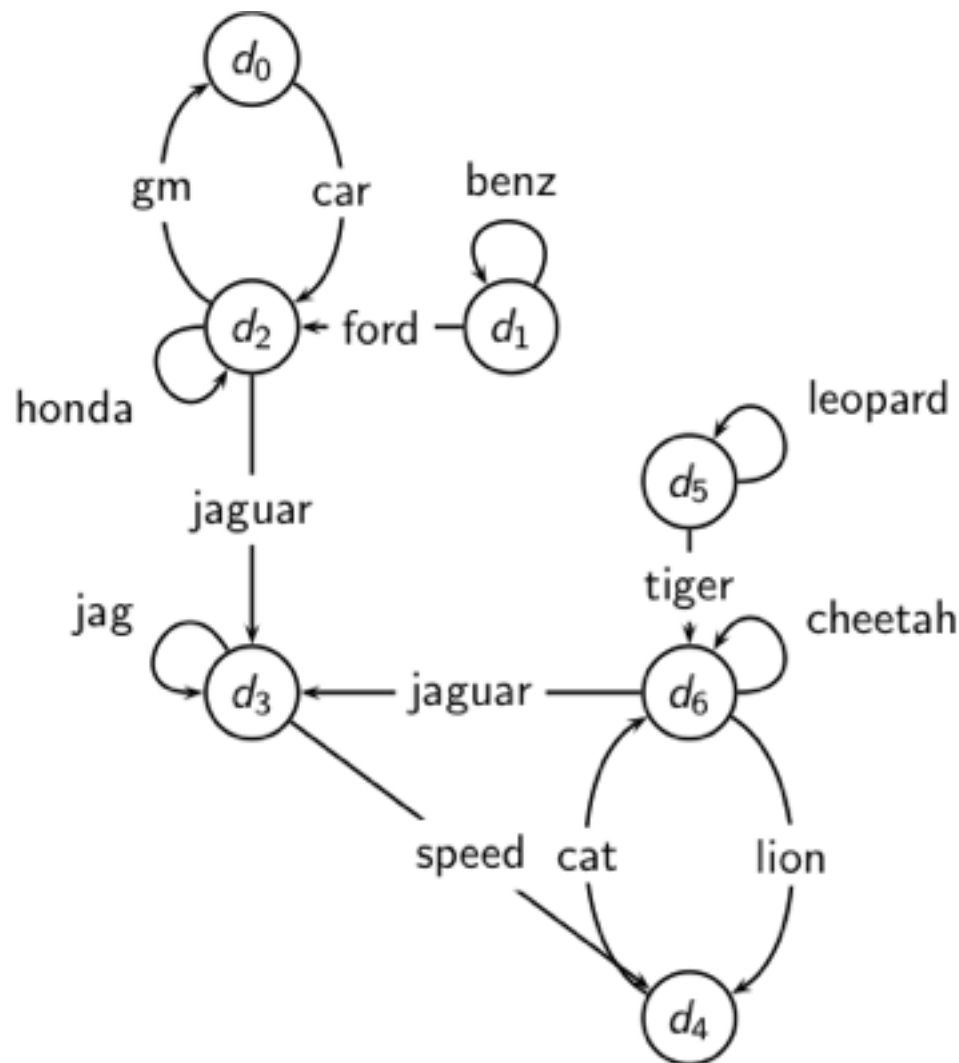 d0
gm car
benz
d2 ford d1
honda
leopard
d5
jaguar
tiger
jag cheetah
d3 jaguar d6
speed cat lion
d4